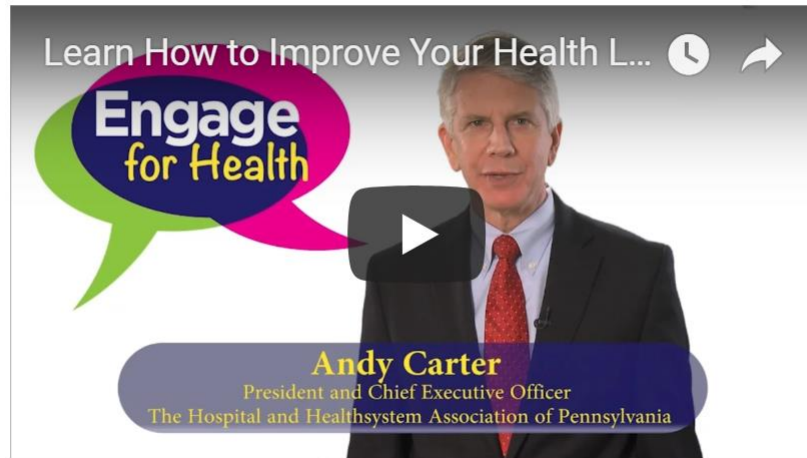 Learn How to Improve Your Health L...
Engage
for Health
Andy Carter
President and Chief Executive Officer
The Hospital and Healthsystem Association of Pennsylvania